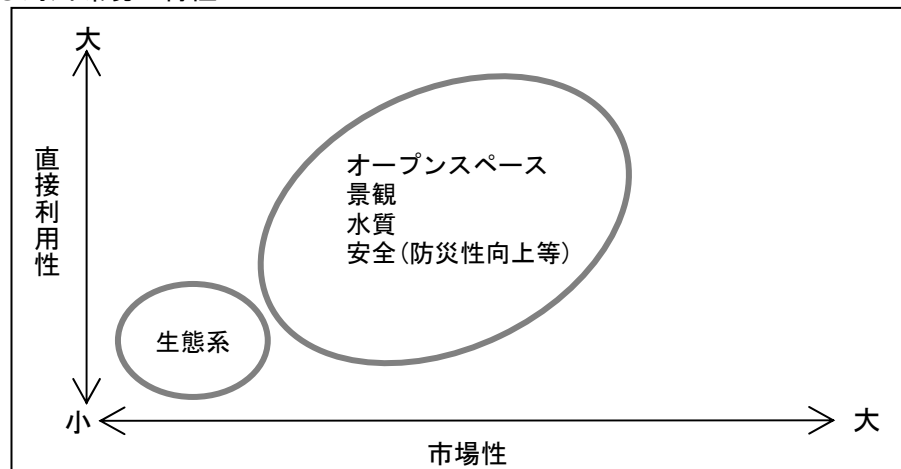 大
直接利用性
オープンスペース
景観
水質
安全（防災性向上等）
生態系
小
大
市場性